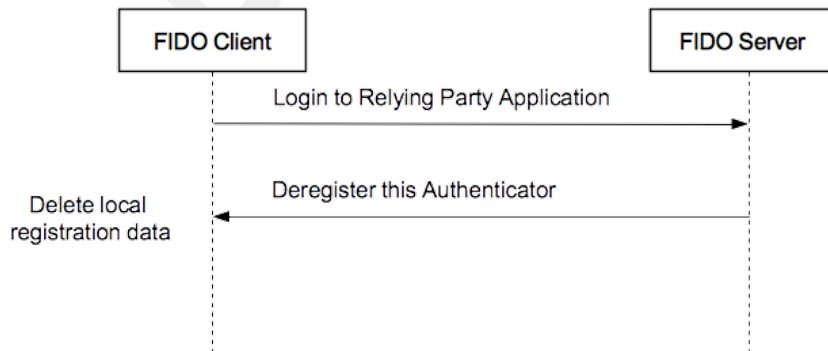 FIDO Client
FIDO Server
Login to Relying Party Application
Deregister this Authenticator
Delete local
registration data